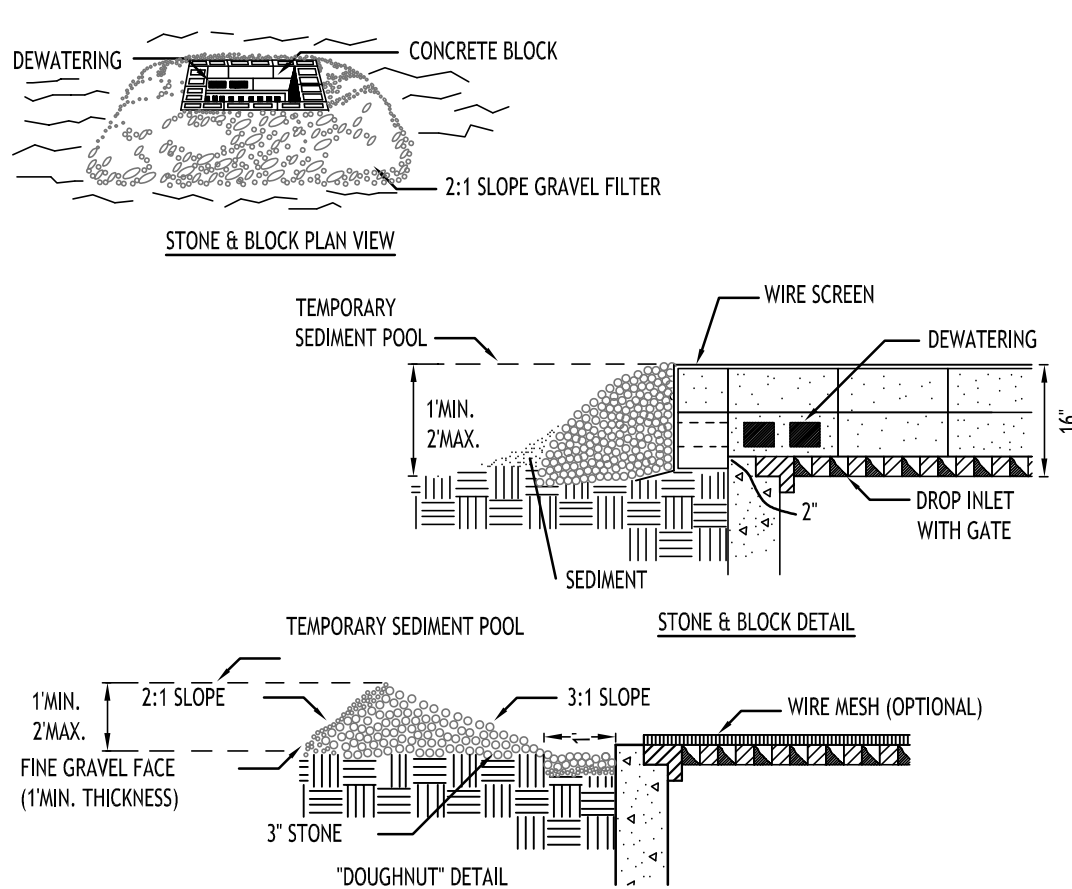 DEWATERING
CONCRETE BLOCK
2:1 SLOPE GRAVEL FILTER
STONE & BLOCK PLAN VIEW
TEMPORARY
SEDIMENT POOL
WIRE SCREEN
DEWATERING
1'MIN.
2'MAX.
16"
2"
DROP INLET
WITH GATE
SEDIMENT
STONE & BLOCK DETAIL
TEMPORARY SEDIMENT POOL
1'MIN.
2'MAX.
2:1 SLOPE
3:1 SLOPE
1'
WIRE MESH (OPTIONAL)
FINE GRAVEL FACE
(1'MIN. THICKNESS)
3" STONE
"DOUGHNUT" DETAIL